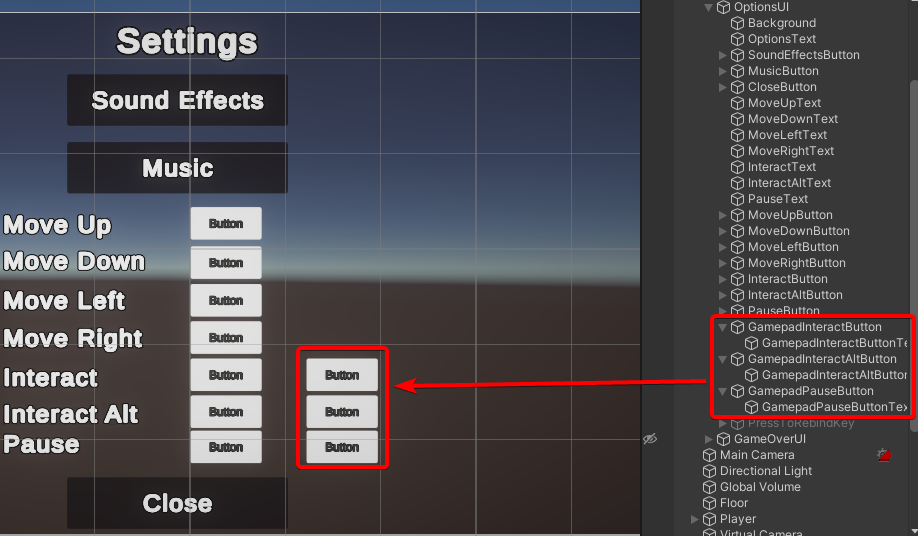 Settings
Sound Effects
Music
Move Up
Button
Move Down
Button
Move Left
Button
Move Right
Button
Interact
Button
Button
Interact Alt
Button
Button
Pause
Button
Button
Close
OptionsUI
Background
OptionsText
SoundEffectsButton
MusicButton
CloseButton
MoveUpText
MoveDownText
MoveLeftText
MoveRightText
InteractText
InteractAltText
PauseText
MoveUpButton
MoveDownButton
MoveLeftButton
MoveRightButton
InteractButton
InteractAltButton
PauseButton
GamepadInteractButton
GamepadInteractButtonTe
GamepadInteractAltButton
GamepadInteractAltButton
GamepadPauseButton
GamepadPauseButtonTex
PressToRebindKey
GameOverUI
Main Camera
Directional Light
Global Volume
Floor
Player
Virtual Camera